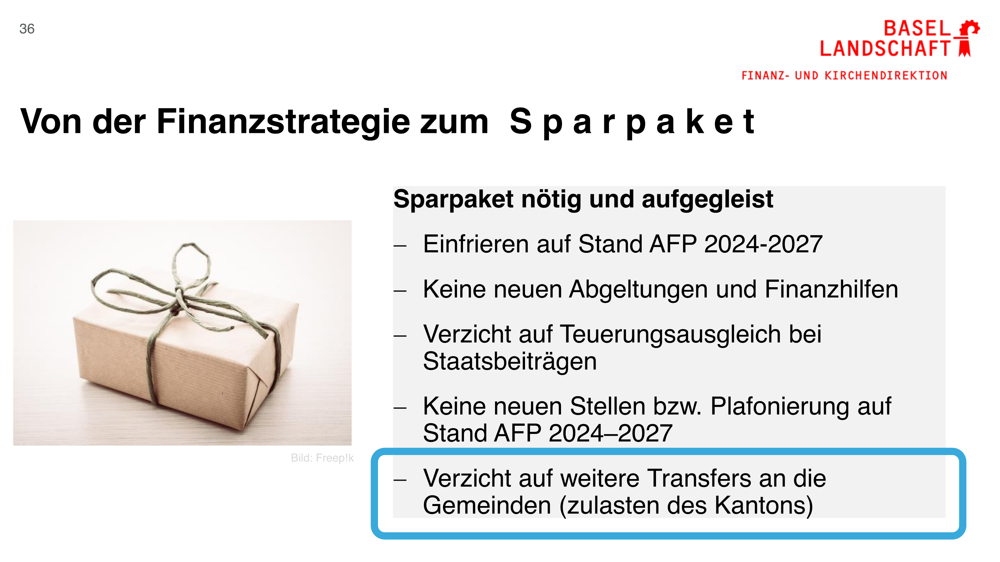 36
BASEL
LANDSCHAFT
FINANZ- UND KIRCHENDIREKTION
Von der Finanzstrategie zum S p a r p a k e t
Sparpaket nötig und aufgegleist
– Einfrieren auf Stand AFP 2024-2027
– Keine neuen Abgeltungen und Finanzhilfen
– Verzicht auf Teuerungsausgleich bei
Staatsbeiträgen
– Keine neuen Stellen bzw. Plafonierung auf
Stand AFP 2024–2027
Bild: Freep!k
– Verzicht auf weitere Transfers an die
Gemeinden (zulasten des Kantons)